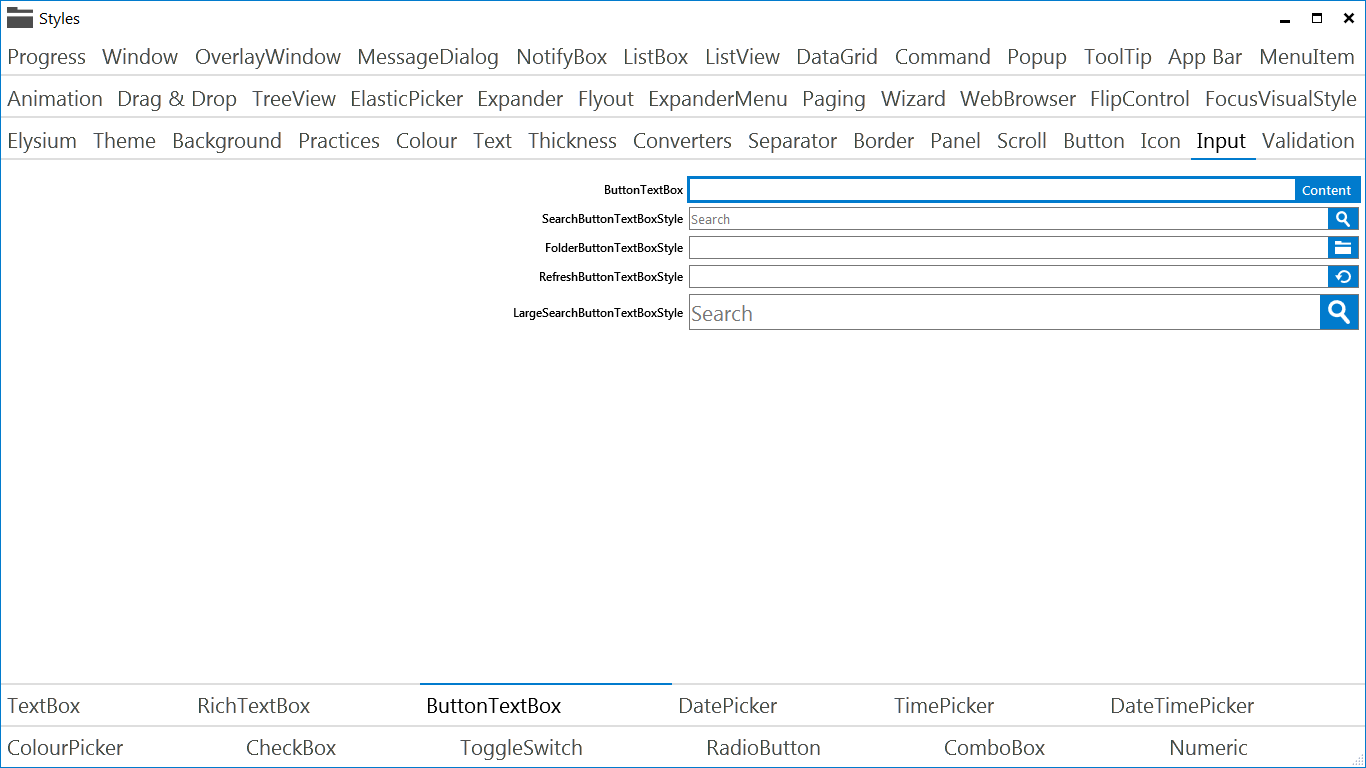 Styles
Progress Window OverlayWindow MessageDialog NotifyBox ListBox ListView DataGrid Command Popup ToolTip App Bar MenuItem
Animation Drag & Drop TreeView ElasticPicker Expander Flyout ExpanderMenu Paging Wizard WebBrowser FlipControl FocusVisualStyle
Elysium Theme Background Practices Colour Text Thickness Converters Separator Border Panel Scroll Button Icon Input Validation
ButtonTextBox Content
SearchButtonTextBoxStyle Search
FolderButtonTextBoxStyle
RefreshButtonTextBoxStyle
LargeSearchButtonTextBoxStyle Search
TextBox RichTextBox ButtonTextBox DatePicker TimePicker DateTimePicker
ColourPicker CheckBox ToggleSwitch RadioButton ComboBox Numeric